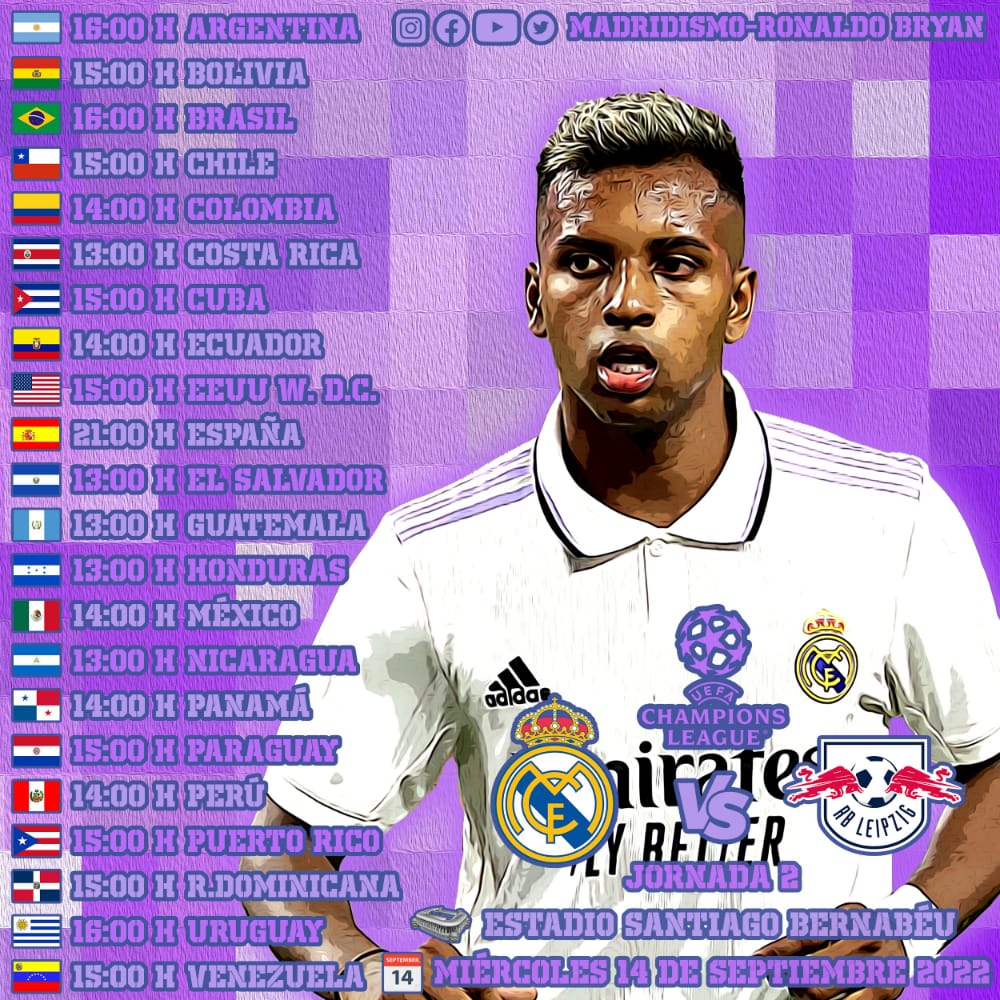 16:00 H ARGENTINA
MADRIDISMO-RONALDO BRYAN
15:00 H BOLIVIA
16:00 H BRASIL
15:00 H CHILE
14:00 H COLOMBIA
13:00 H COSTA RICA
15:00 H CUBA
14:00 H ECUADOR
15:00 H EEUU W. D.C.
21:00 H ESPAÑA
13:00 H EL SALVADOR
13:00 H GUATEMALA
13:00 H HONDURAS
14:00 H MÉXICO
13:00 H NICARAGUA
14:00 H PANAMÁ
15:00 H PARAGUAY
14:00 H PERÚ
15:00 H PUERTO RICO
15:00 H R.DOMINICANA
16:00 H URUGUAY
15:00 H VENEZUELA
adidas
UEFA
CHAMPIONS
LEAGUE
mirates
LY BETTER
VS
RB LEIPZIG
JORNADA 2
ESTADIO SANTIAGO BERNABÉU
SEPTEMBER
14
MIÉRCOLES 14 DE SEPTIEMBRE 2022